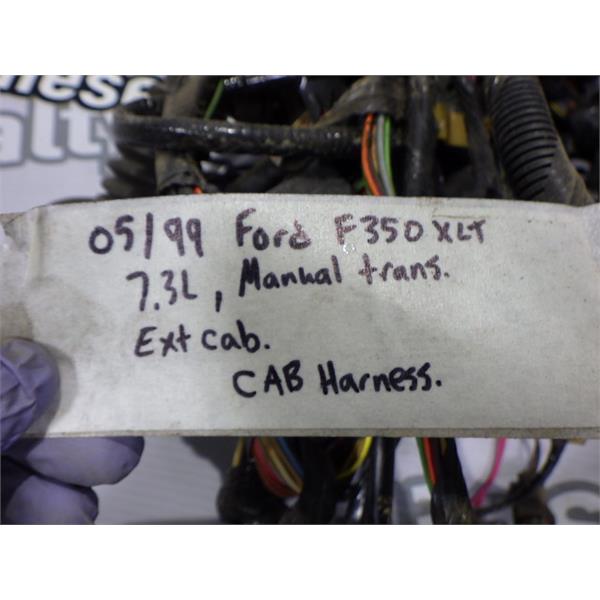 05/99 Ford F350 XLT
7.3L, Manual trans.
Ext cab.
CAB Harness.